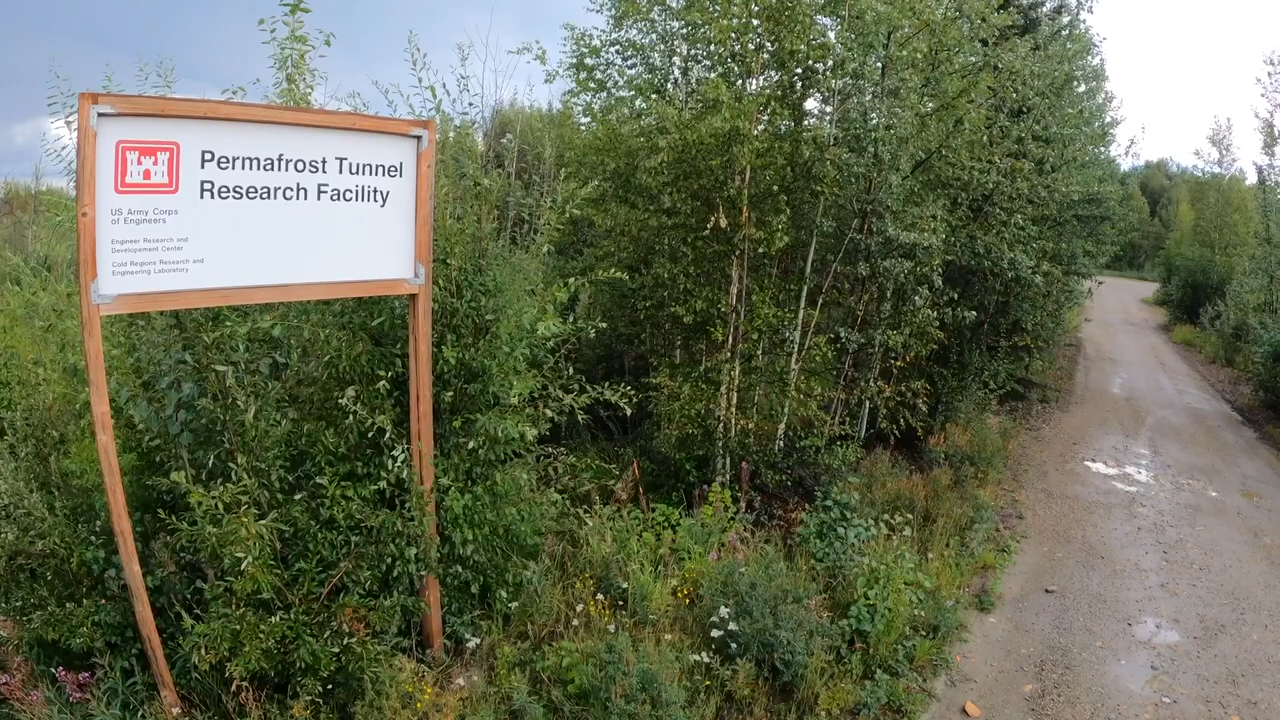 Permafrost Tunnel
Research Facility
US Army Corps
of Engineers
Engineer Research and
Developement Center
Cold Regions Research and
Engineering Laboratory